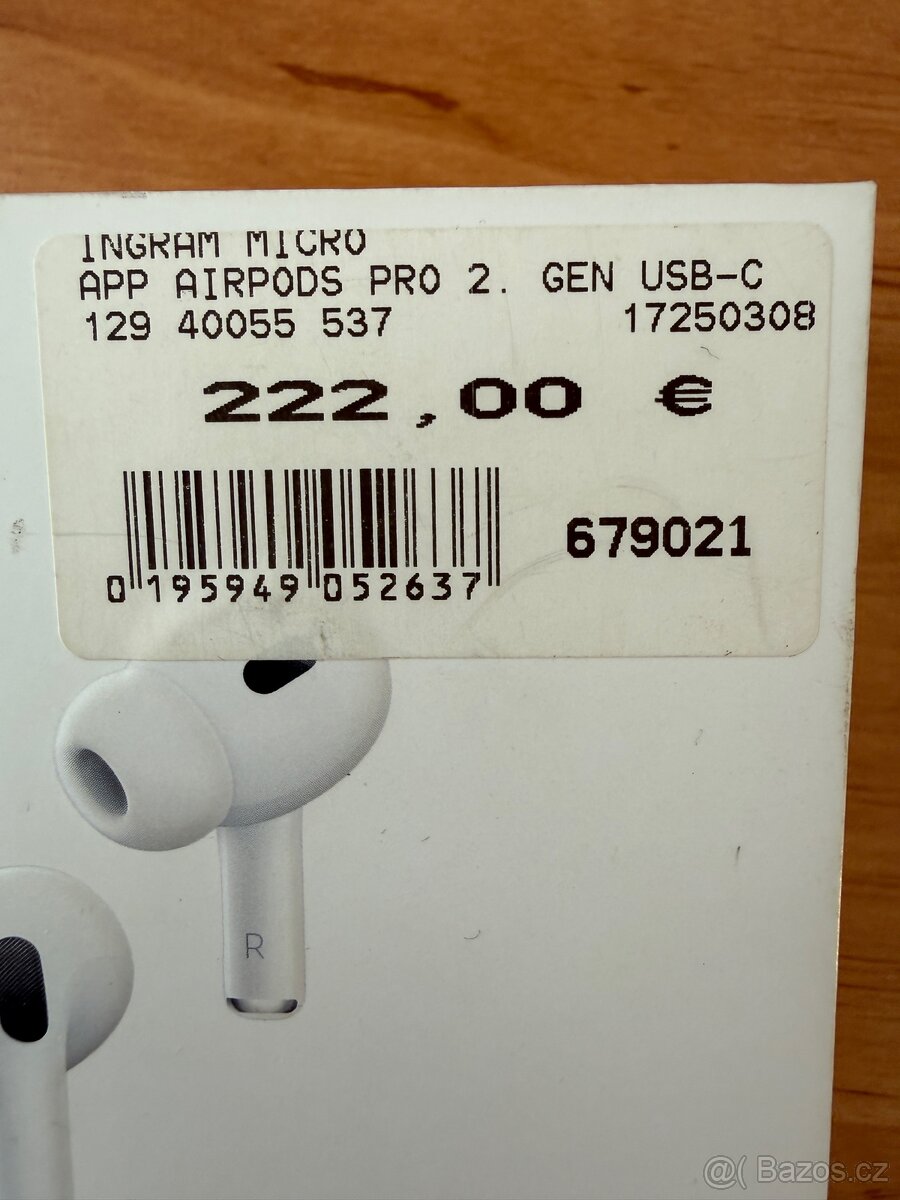 INGRAM MICRO
APP AIRPODS PRO 2. GEN USB-C
129 40055 537 17250308
222,00 €
679021
0 195949 052637
R
@( Bazos.cz